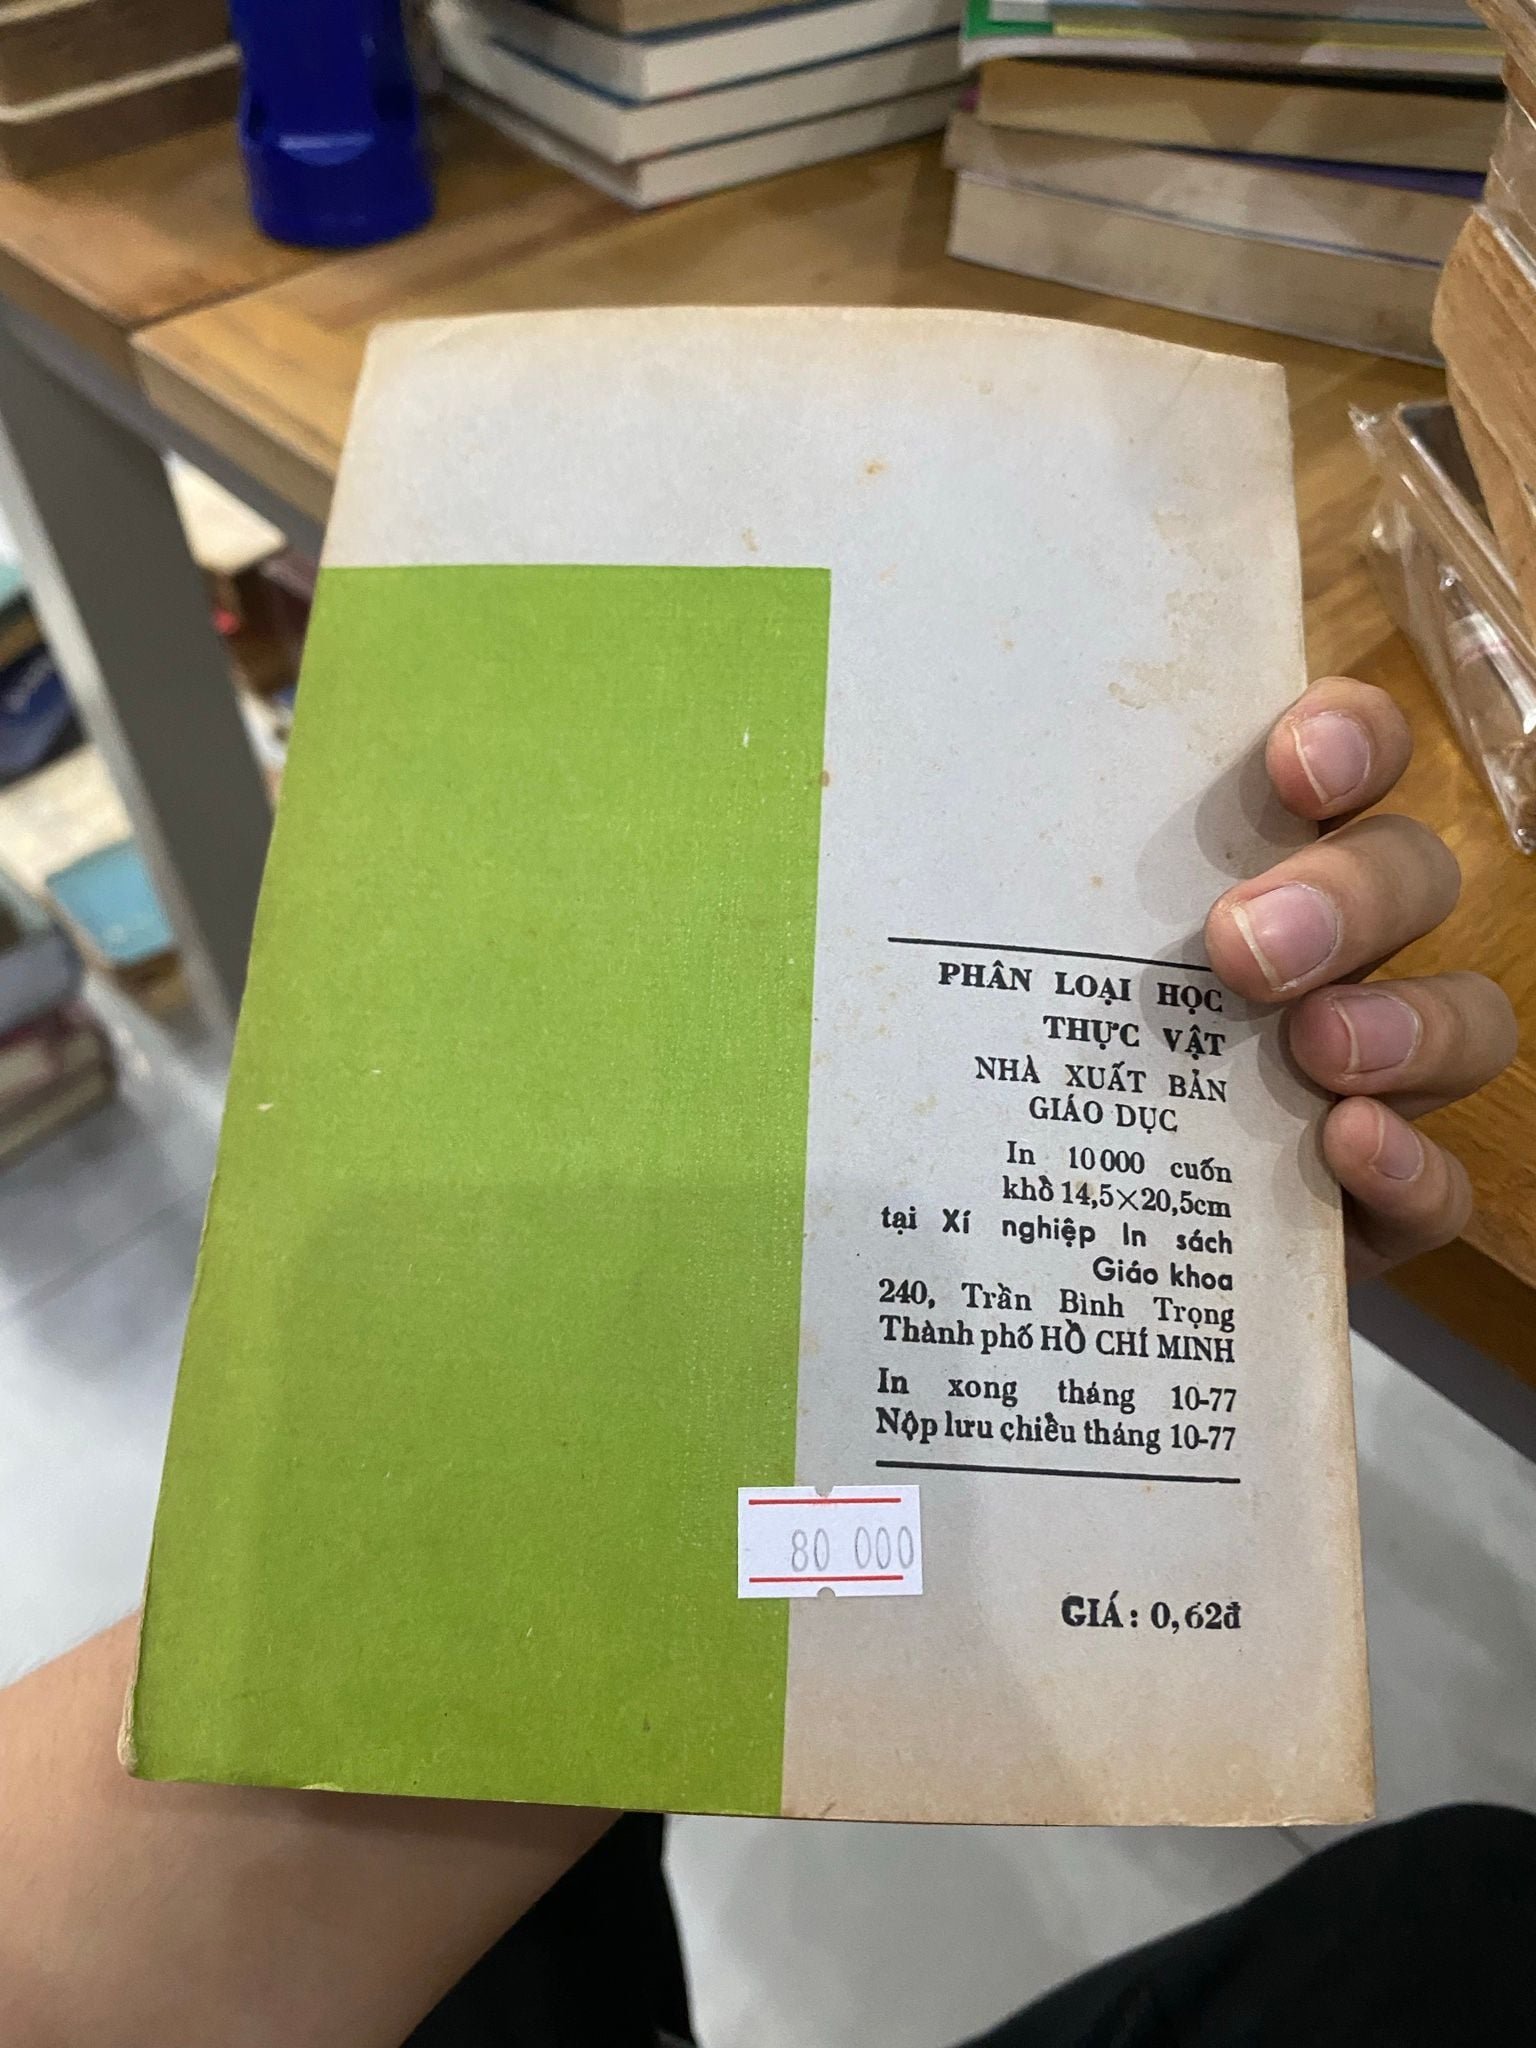 PHÂN LOẠI HỌC
THỰC VẬT
NHÀ XUẤT BẢN
GIÁO DỤC
In 10 000 cuốn
khổ 14,5×20,5cm
tại Xí nghiệp In sách
Giáo khoa
240, Trần Bình Trọng
Thành phố HỒ CHÍ MINH
In xong tháng 10-77
Nộp lưu chiều tháng 10-77
80 000
GIÁ : 0,62đ